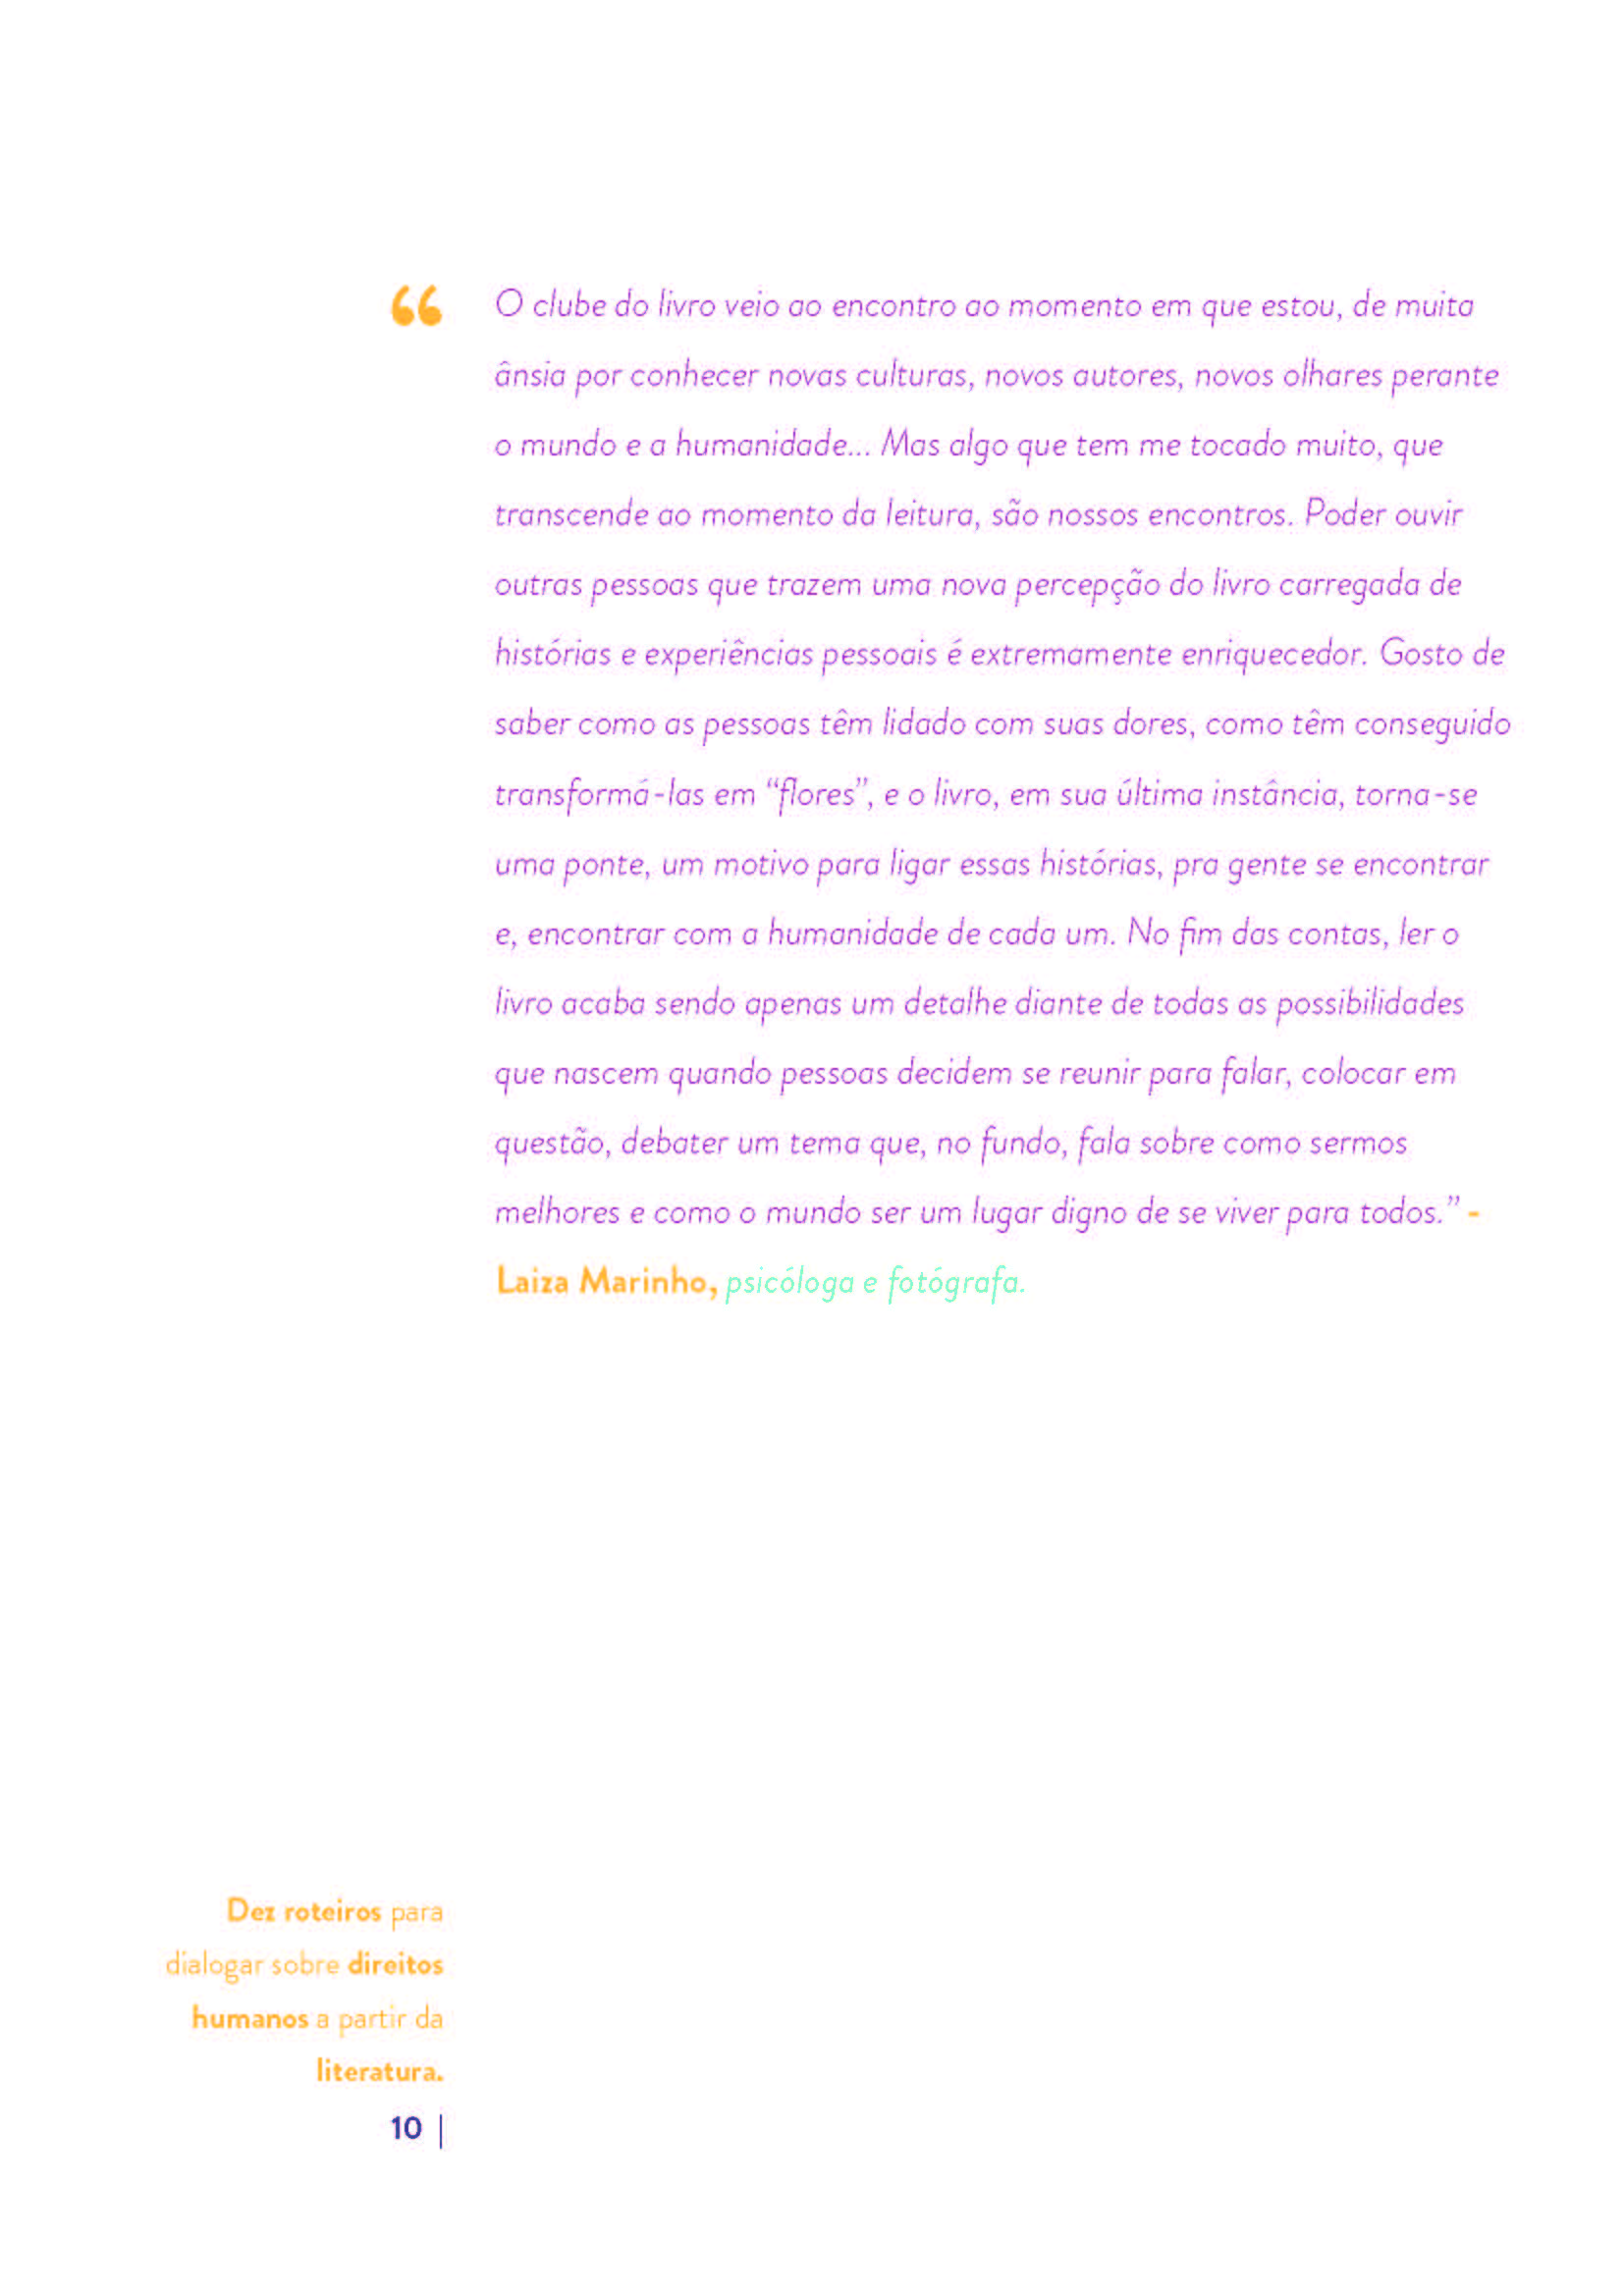 “ O clube do livro veio ao encontro ao momento em que estou, de muita
ânsia por conhecer novas culturas, novos autores, novos olhares perante
o mundo e a humanidade... Mas algo que tem me tocado muito, que
transcende ao momento da leitura, são nossos encontros. Poder ouvir
outras pessoas que trazem uma nova percepção do livro carregada de
histórias e experiências pessoais é extremamente enriquecedor. Gosto de
saber como as pessoas têm lidado com suas dores, como têm conseguido
transformá-las em “flores”, e o livro, em sua última instância, torna-se
uma ponte, um motivo para ligar essas histórias, pra gente se encontrar
e, encontrar com a humanidade de cada um. No fim das contas, ler o
livro acaba sendo apenas um detalhe diante de todas as possibilidades
que nascem quando pessoas decidem se reunir para falar, colocar em
questão, debater um tema que, no fundo, fala sobre como sermos
melhores e como o mundo ser um lugar digno de se viver para todos.” -
Laiza Marinho, psicóloga e fotógrafa.
Dez roteiros para
dialogar sobre direitos
humanos a partir da
literatura.
10 |